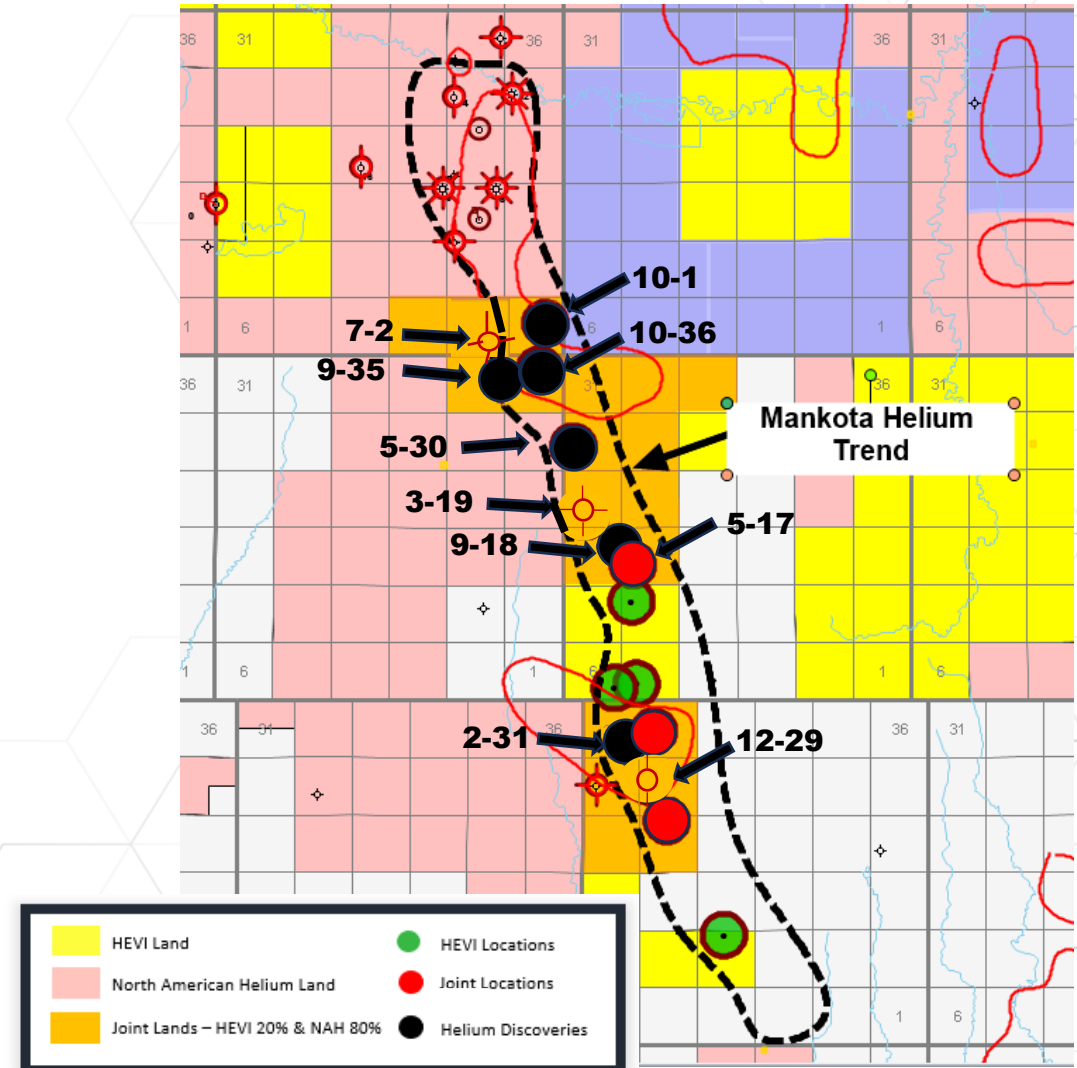 36 31 36 31 36 31
10-1
1 6 7-2 6 1 6
10-36
9-35
36 31 3 36 31
Mankota Helium
Trend
5-30
3-19
5-17
9-18
1 6 1 6 1 6
36 31 36 36 31
2-31 12-29
HEVI Land HEVI Locations
North American Helium Land Joint Locations
Joint Lands – HEVI 20% & NAH 80% Helium Discoveries
1 6